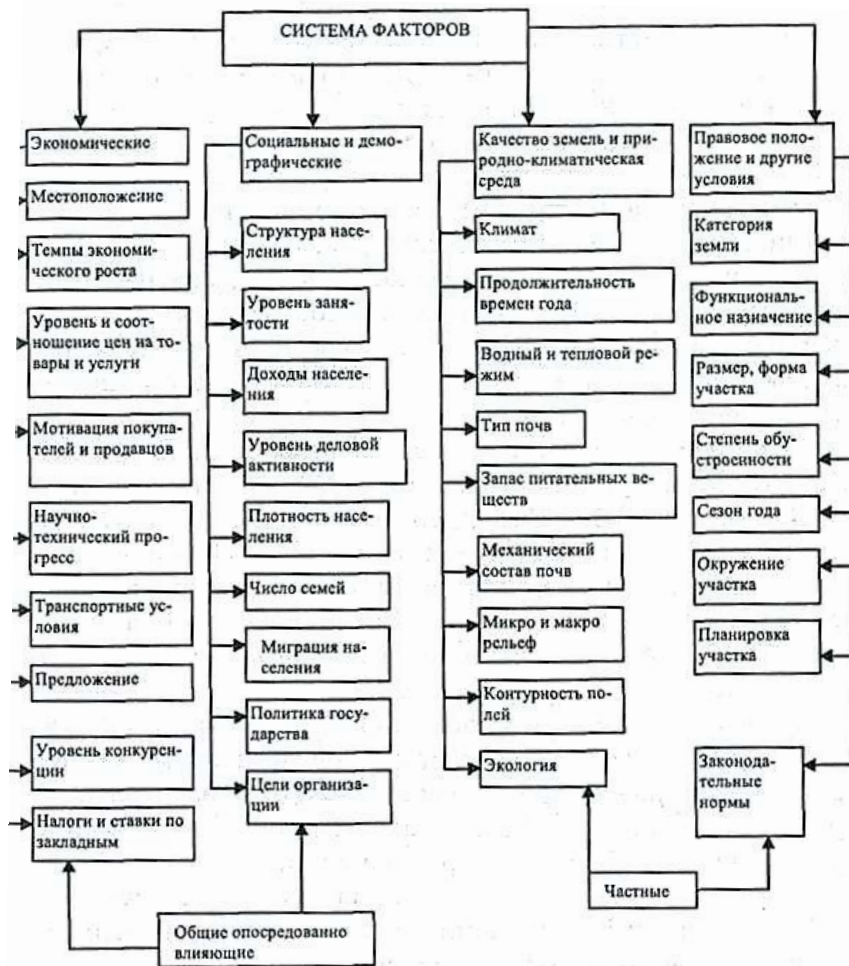 СИСТЕМА ФАКТОРОВ
Экономические
Местоположение
Темпы экономи-
ческого роста
Уровень и соот-
ношение цен на то-
вары и услуги
Мотивация покупа-
телей и продавцов
Научно-
технический про-
гресс
Транспортные ус-
ловия
Предложение
Уровень конкурен-
ции
Налоги и ставки по
закладным
Социальные и демо-
графические
Структура насе-
ления
Уровень заня-
тости
Доходы населе-
ния
Уровень деловой
активности
Плотность насе-
ления
Число семей
Миграция на-
селения
Политика госу-
дарства
Цели организа-
ции
Общие опосредованно
влияющие
Качество земель и при-
родно-климатическая
среда
Климат
Продолжительность
времен года
Водный и тепловой ре-
жим
Тип почв
Запас питательных ве-
ществ
Механический
состав почв
Микро и макро
рельеф
Контурность по-
лей
Экология
Правовое поло-
жение и другие
условия
Категория
земли
Функциональ-
ное назначение
Размер, форма
участка
Степень обу-
строенности
Сезон года
Окружение
участка
Планировка
участка
Законода-
тельные
нормы
Частные